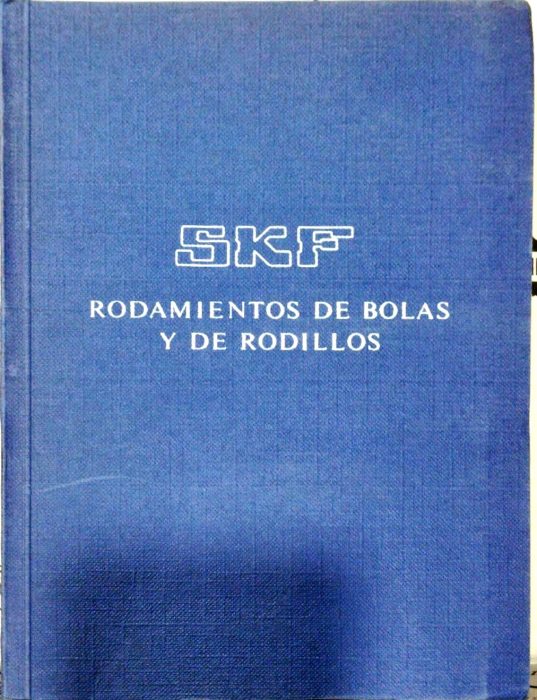 SKF
RODAMIENTOS DE BOLAS
Y DE RODILLOS